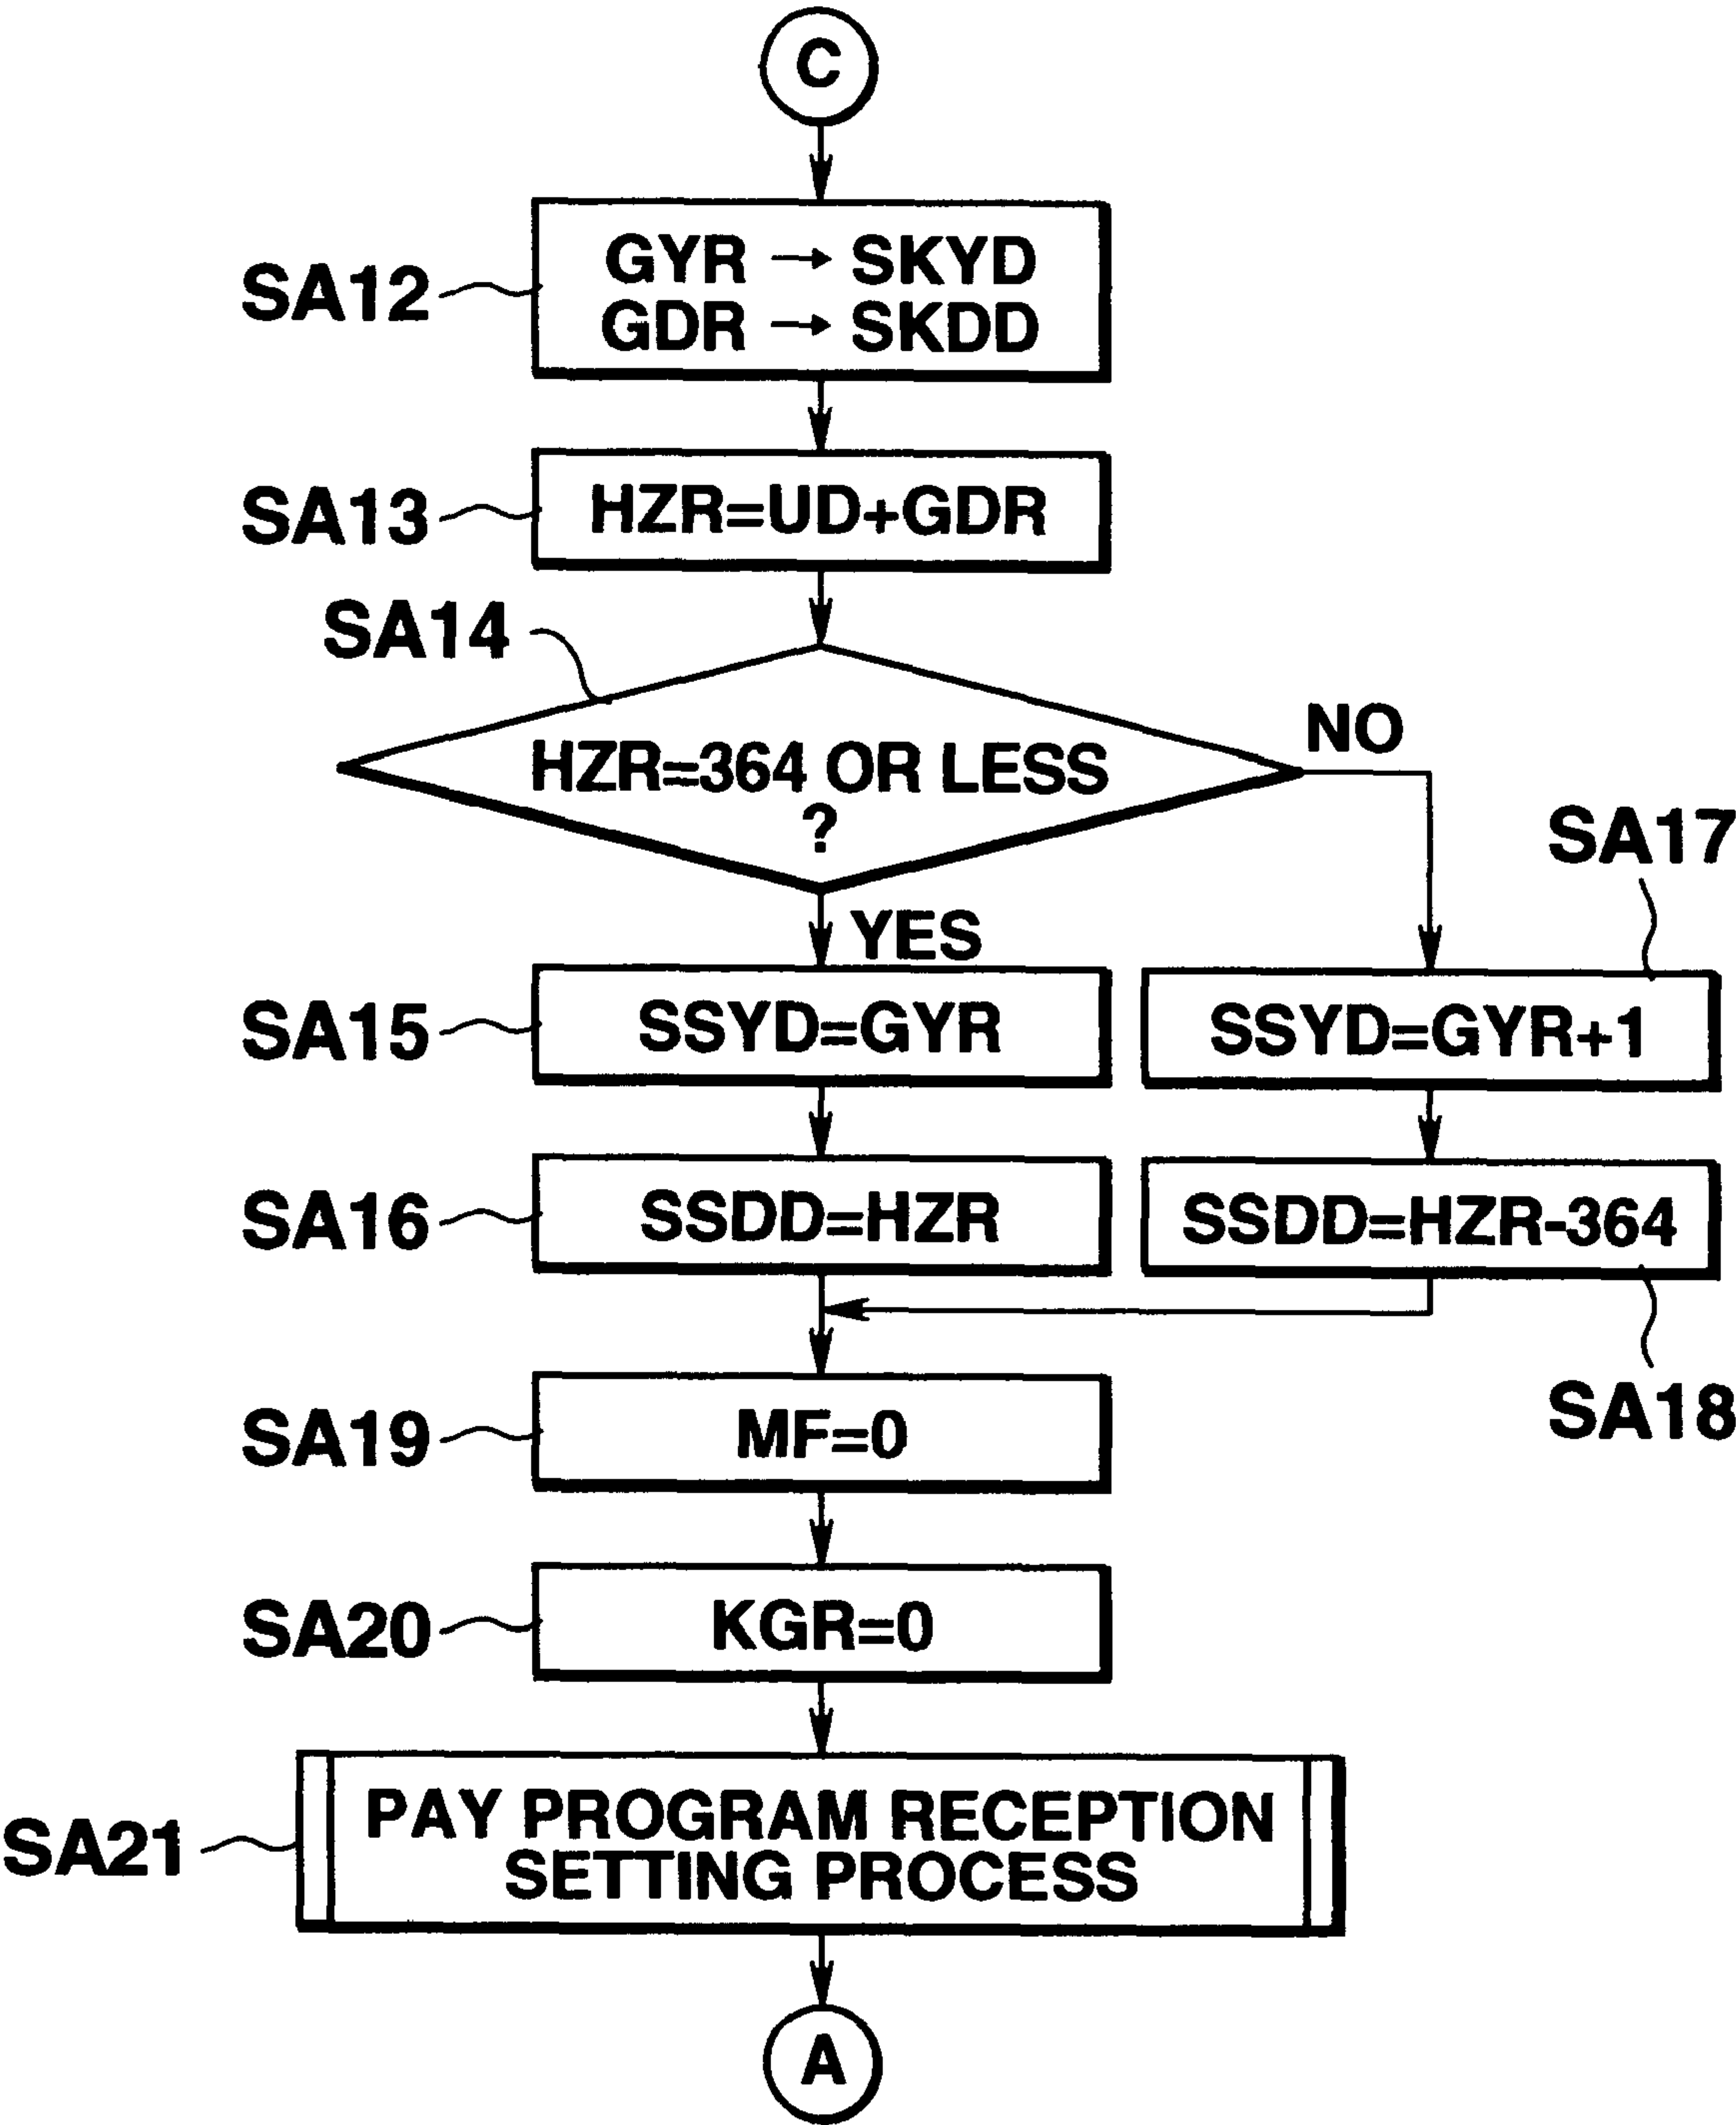 C
SA12
GYR → SKYD
GDR → SKDD
SA13
HZR=UD+GDR
SA14
HZR=364 OR LESS
?
NO
YES
SA17
SA15
SSYD=GYR
SSYD=GYR+1
SA16
SSDD=HZR
SSDD=HZR-364
SA18
SA19
MF=0
SA20
KGR=0
SA21
PAY PROGRAM RECEPTION
SETTING PROCESS
A